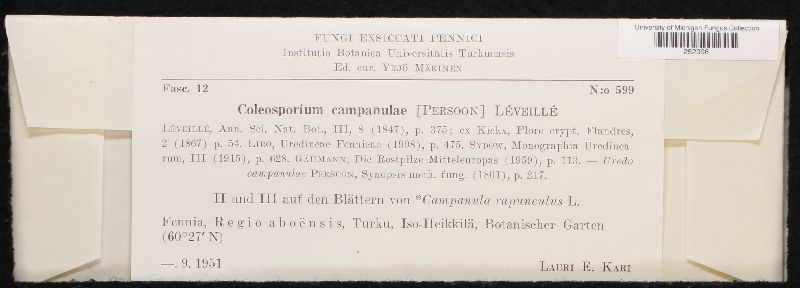 University of Michigan Fungus Collection
252998
FUNGI EXSICCATI FENNICI
Institutio Botanica Universitatis Turkuensis
Ed. cur. YRJÖ MÄKINEN
Fasc. 12 N:o 599
Coleosporium campanulae [PERSOON] LÉVEILLÉ
LÉVEILLÉ, Ann. Sci. Nat. Bot., III, 8 (1847), p. 375; ex Kickx, Flore crypt. Flandres,
2 (1867) p. 54. LIRO, Uredineae Fennicae (1908), p. 475. SYDOW, Monographia Uredinea-
rum, III (1915), p. 628. GÄUMANN, Die Rostpilze Mitteleuropas (1959), p. 113. — Uredo
campanulae PERSOON, Synopsis meth. fung. (1801), p. 217.
II und III auf den Blättern von *Campanula rapunculus L.
Fennia, Regio aboënsis, Turku, Iso-Heikkilä, Botanischer Garten
(60°27′ N)
—. 9. 1951 LAURI E. KARI